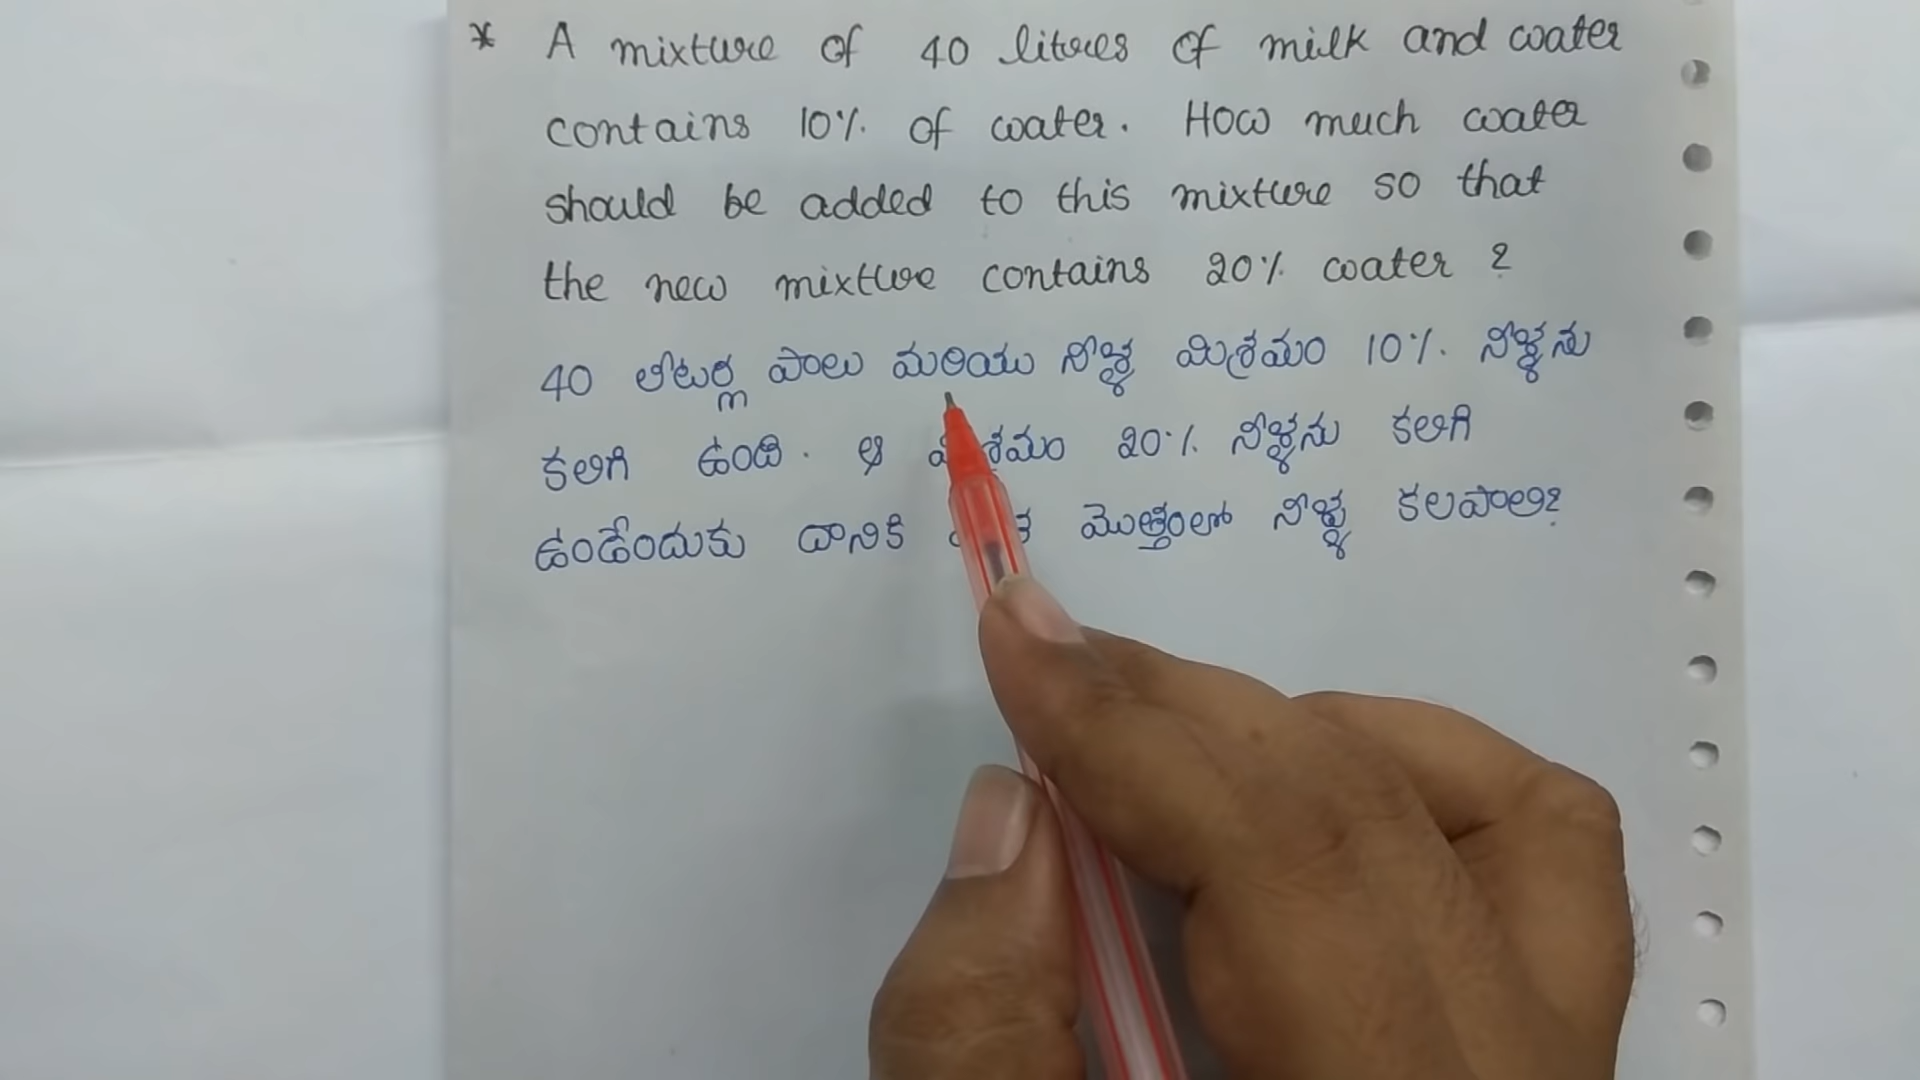 * A mixture of 40 litres of milk and water
contains 10% of water. How much water
should be added to this mixture so that
the new mixture contains 20% water ?
40 లీటర్ల పాలు మరియు నీళ్ళ మిశ్రమం 10% నీళ్ళను
కలిగి ఉంది. ఆ మిశ్రమం 20% నీళ్ళను కలిగి
ఉండేందుకు దానికి మొత్తంలో నీళ్ళు కలపాలి?